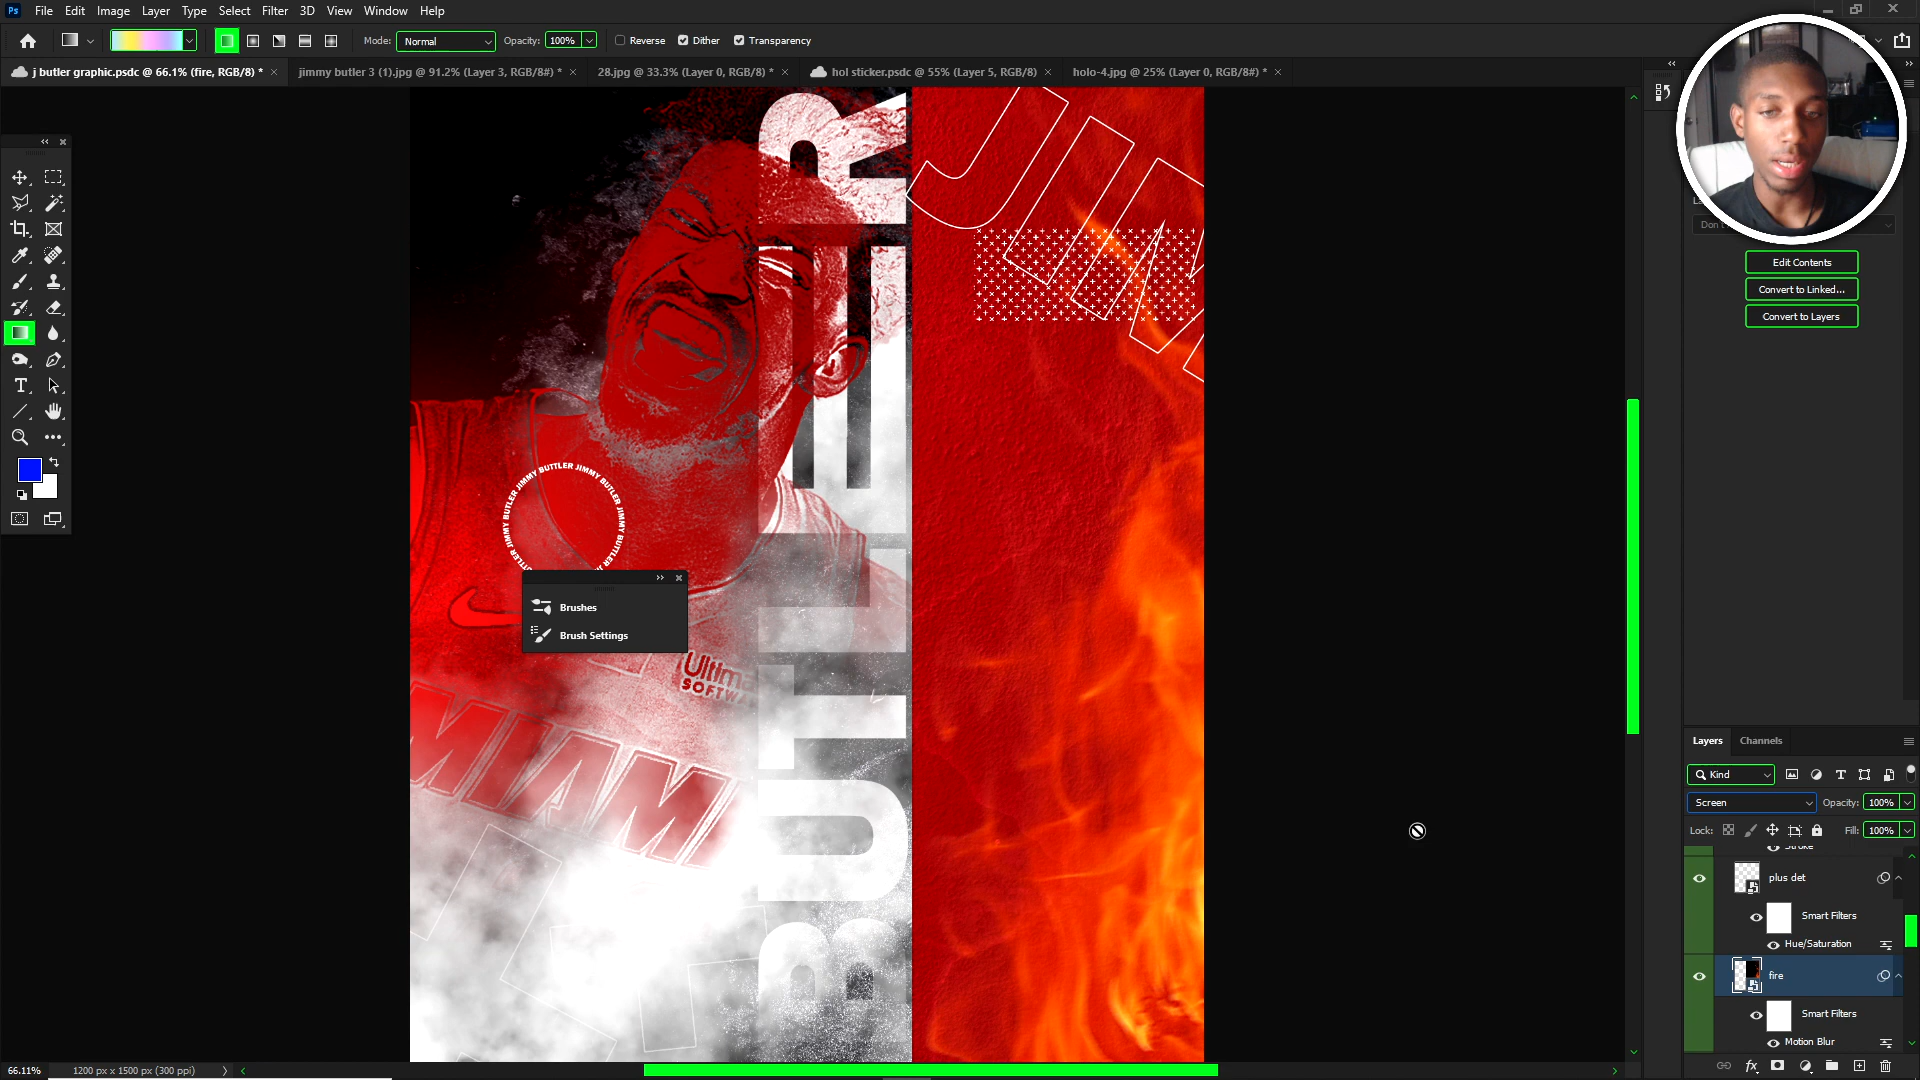 Ps File Edit Image Layer Type Select Filter 3D View Window Help
Mode: Normal Opacity: 100% Reverse Dither Transparency
j butler graphic.psdc @ 66.1% (fire, RGB/8) *
jimmy butler 3 (1).jpg @ 91.2% (Layer 3, RGB/8#) *
28.jpg @ 33.3% (Layer 0, RGB/8) *
hol sticker.psdc @ 55% (Layer 5, RGB/8)
holo-4.jpg @ 25% (Layer 0, RGB/8#) *
BUTLER
Edit Contents
Convert to Linked...
Convert to Layers
JIMMY BUTTLER JIMMY BUTLER JIMMY
Brushes
Brush Settings
SOFTWA
MIAMI
Layers Channels
Kind
Screen Opacity: 100%
Lock: Fill: 100%
Stroke
plus det
Smart Filters
Hue/Saturation
fire
Smart Filters
Motion Blur
66.11% 1200 px x 1500 px (300 ppi)